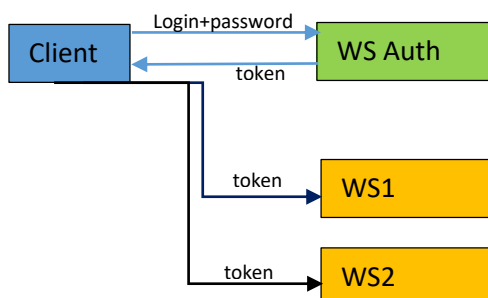 Login+password
Client
WS Auth
token
token
WS1
token
WS2